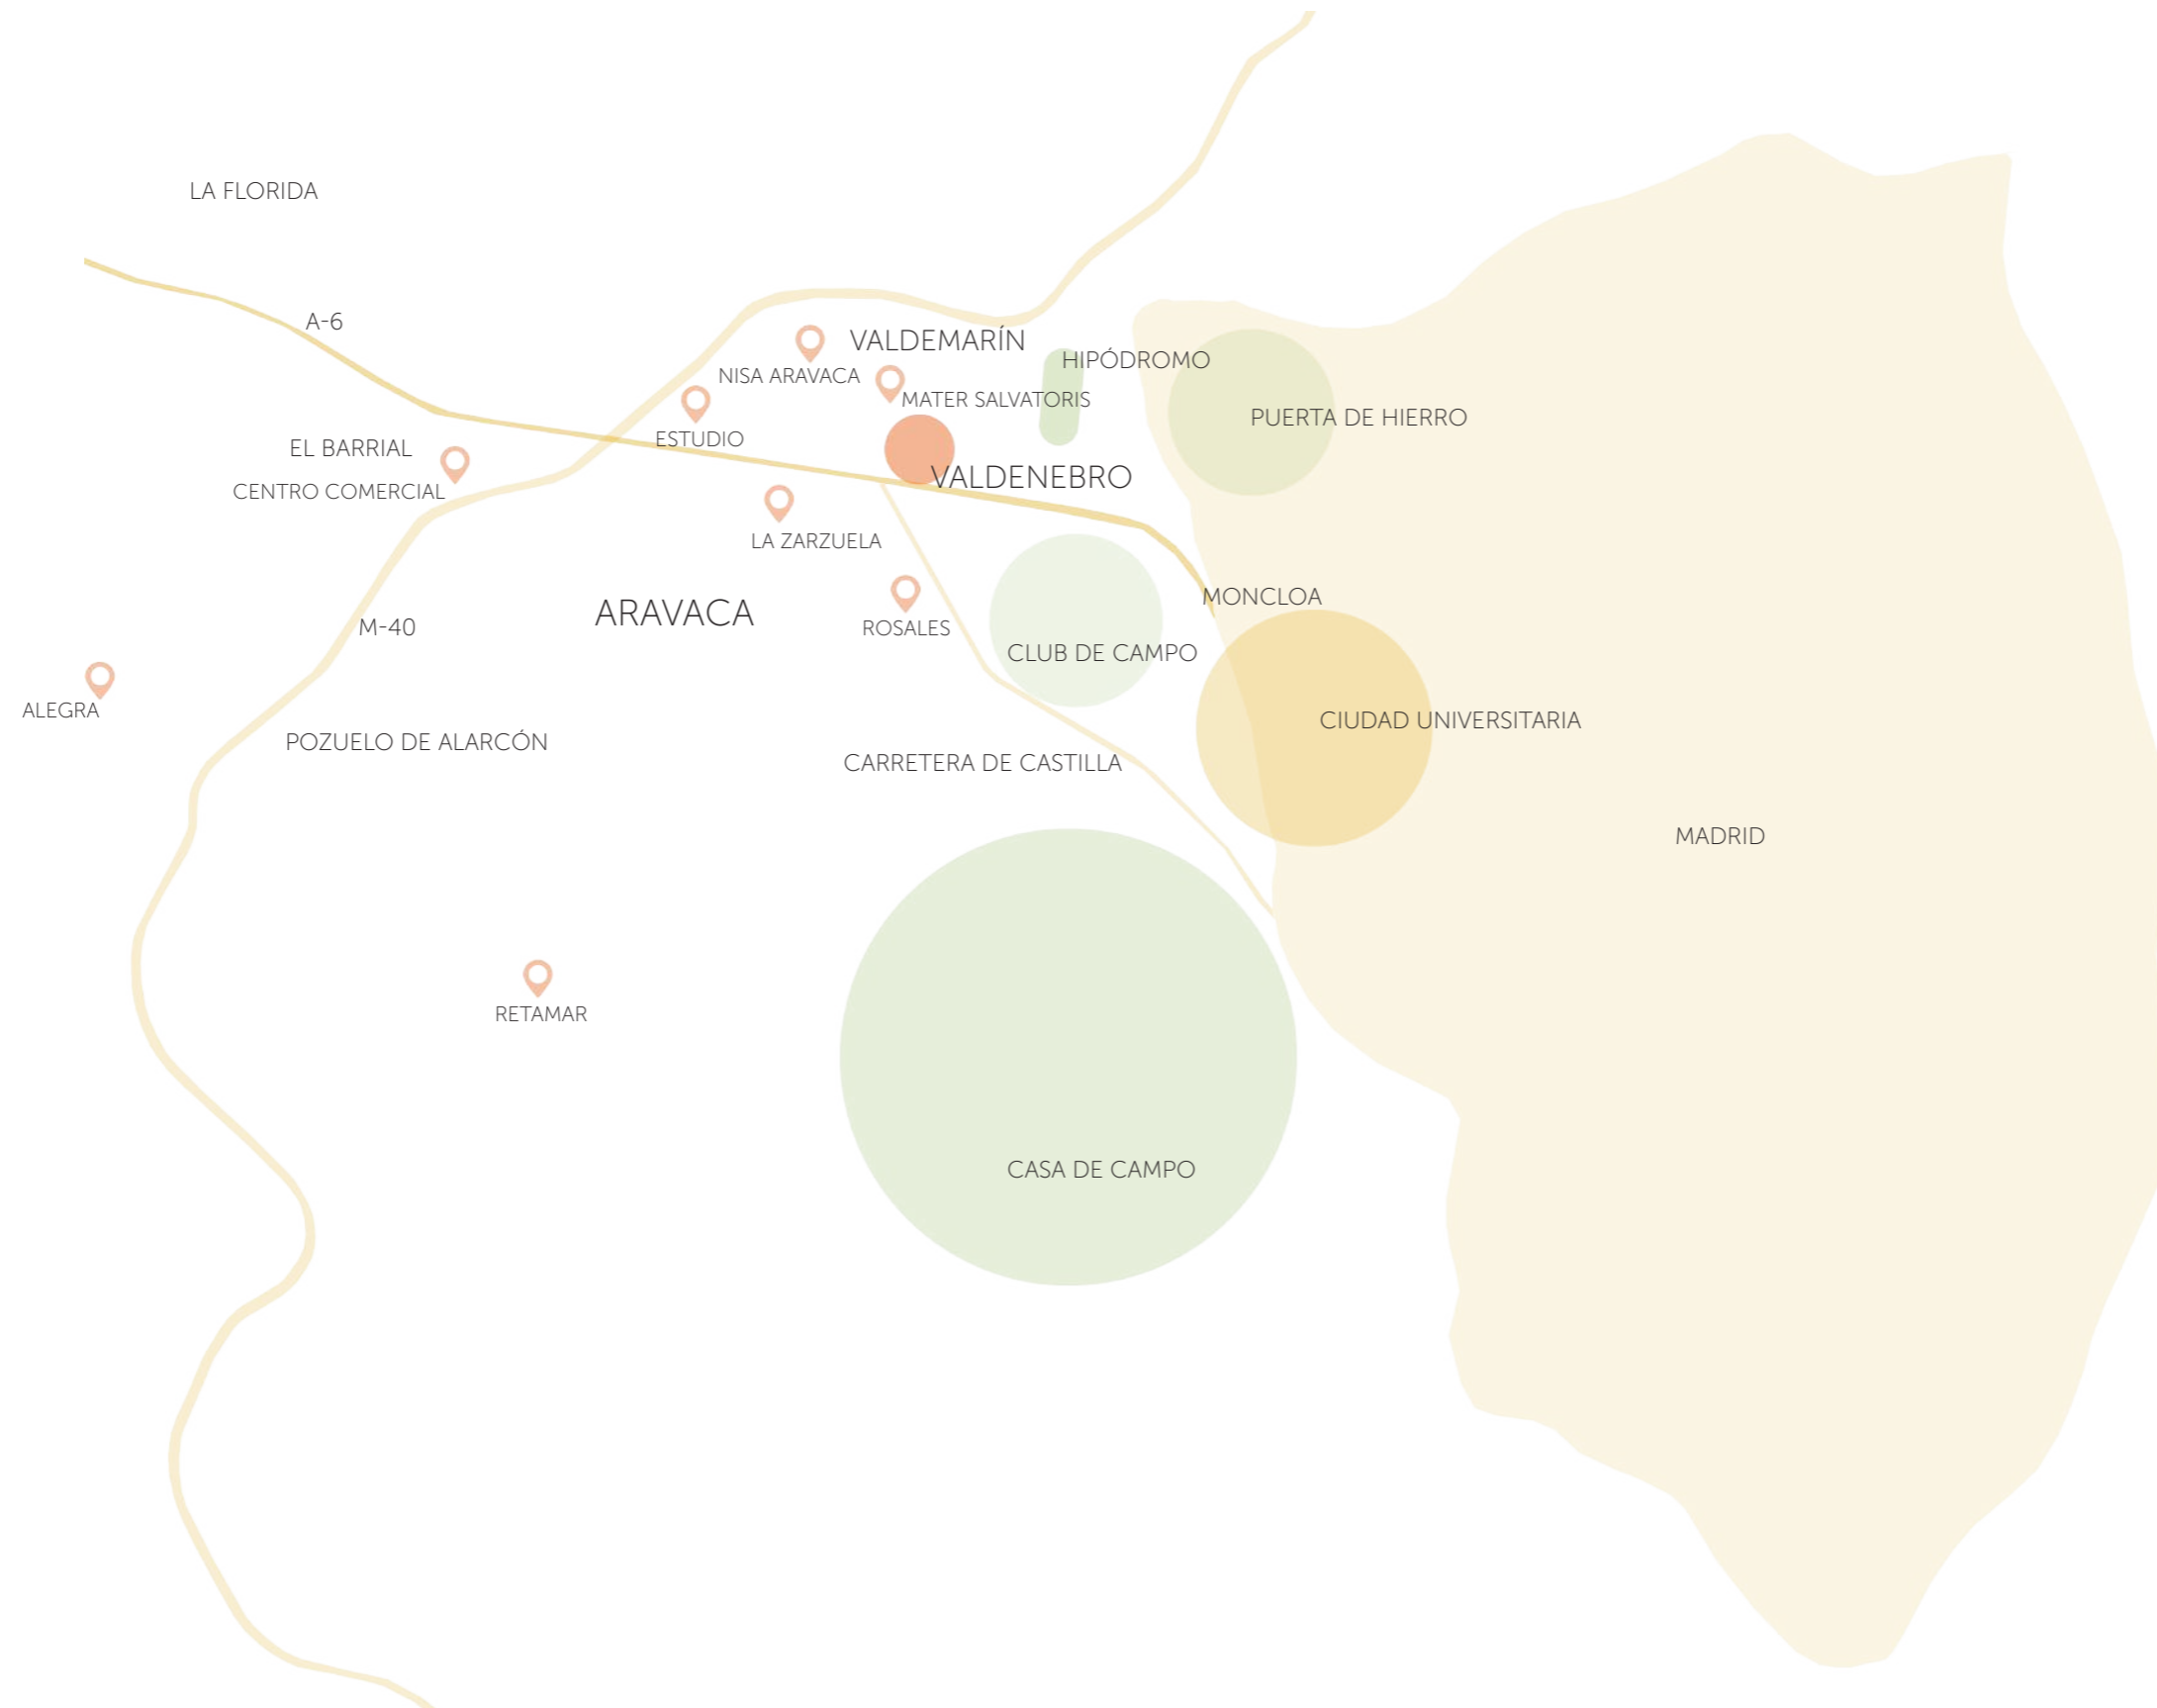 LA FLORIDA
A-6
VALDEMARÍN
HIPÓDROMO
NISA ARAVACA
MATER SALVATORIS
PUERTA DE HIERRO
ESTUDIO
EL BARRIAL
VALDENEBRO
CENTRO COMERCIAL
LA ZARZUELA
MONCLOA
ARAVACA
M-40
ROSALES
CLUB DE CAMPO
ALEGRA
CIUDAD UNIVERSITARIA
POZUELO DE ALARCÓN
CARRETERA DE CASTILLA
MADRID
RETAMAR
CASA DE CAMPO